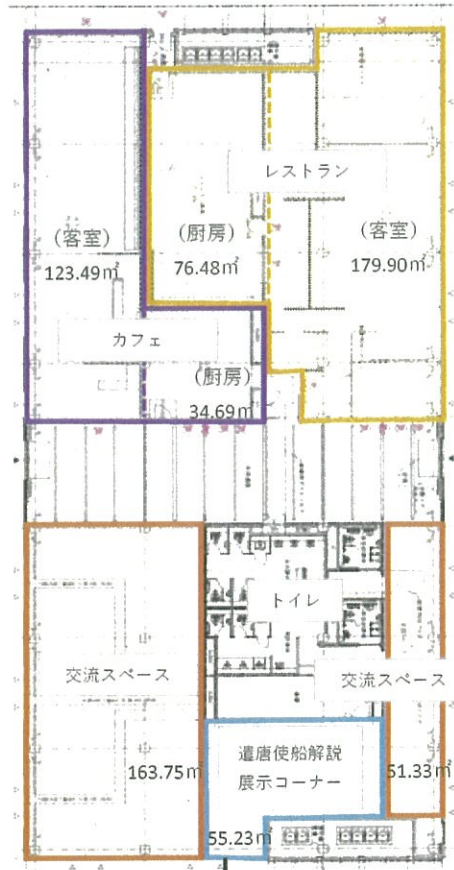 レストラン
(客室)
123.49㎡
(厨房)
76.48㎡
(客室)
179.90㎡
カフェ
(厨房)
34.69㎡
トイレ
交流スペース
163.75㎡
交流スペース
51.33㎡
遣唐使船解説
展示コーナー
55.23㎡